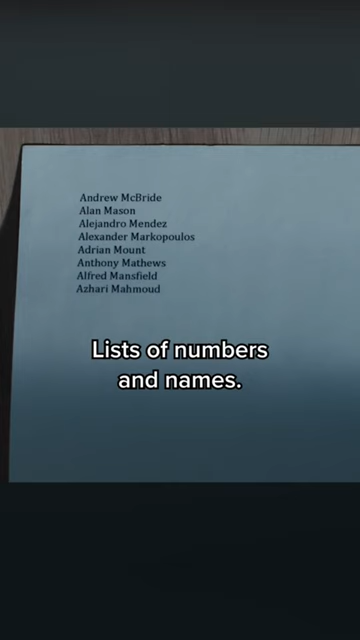 Andrew McBride
Alan Mason
Alejandro Mendez
Alexander Markopoulos
Adrian Mount
Anthony Mathews
Alfred Mansfield
Azhari Mahmoud
Lists of numbers
and names.